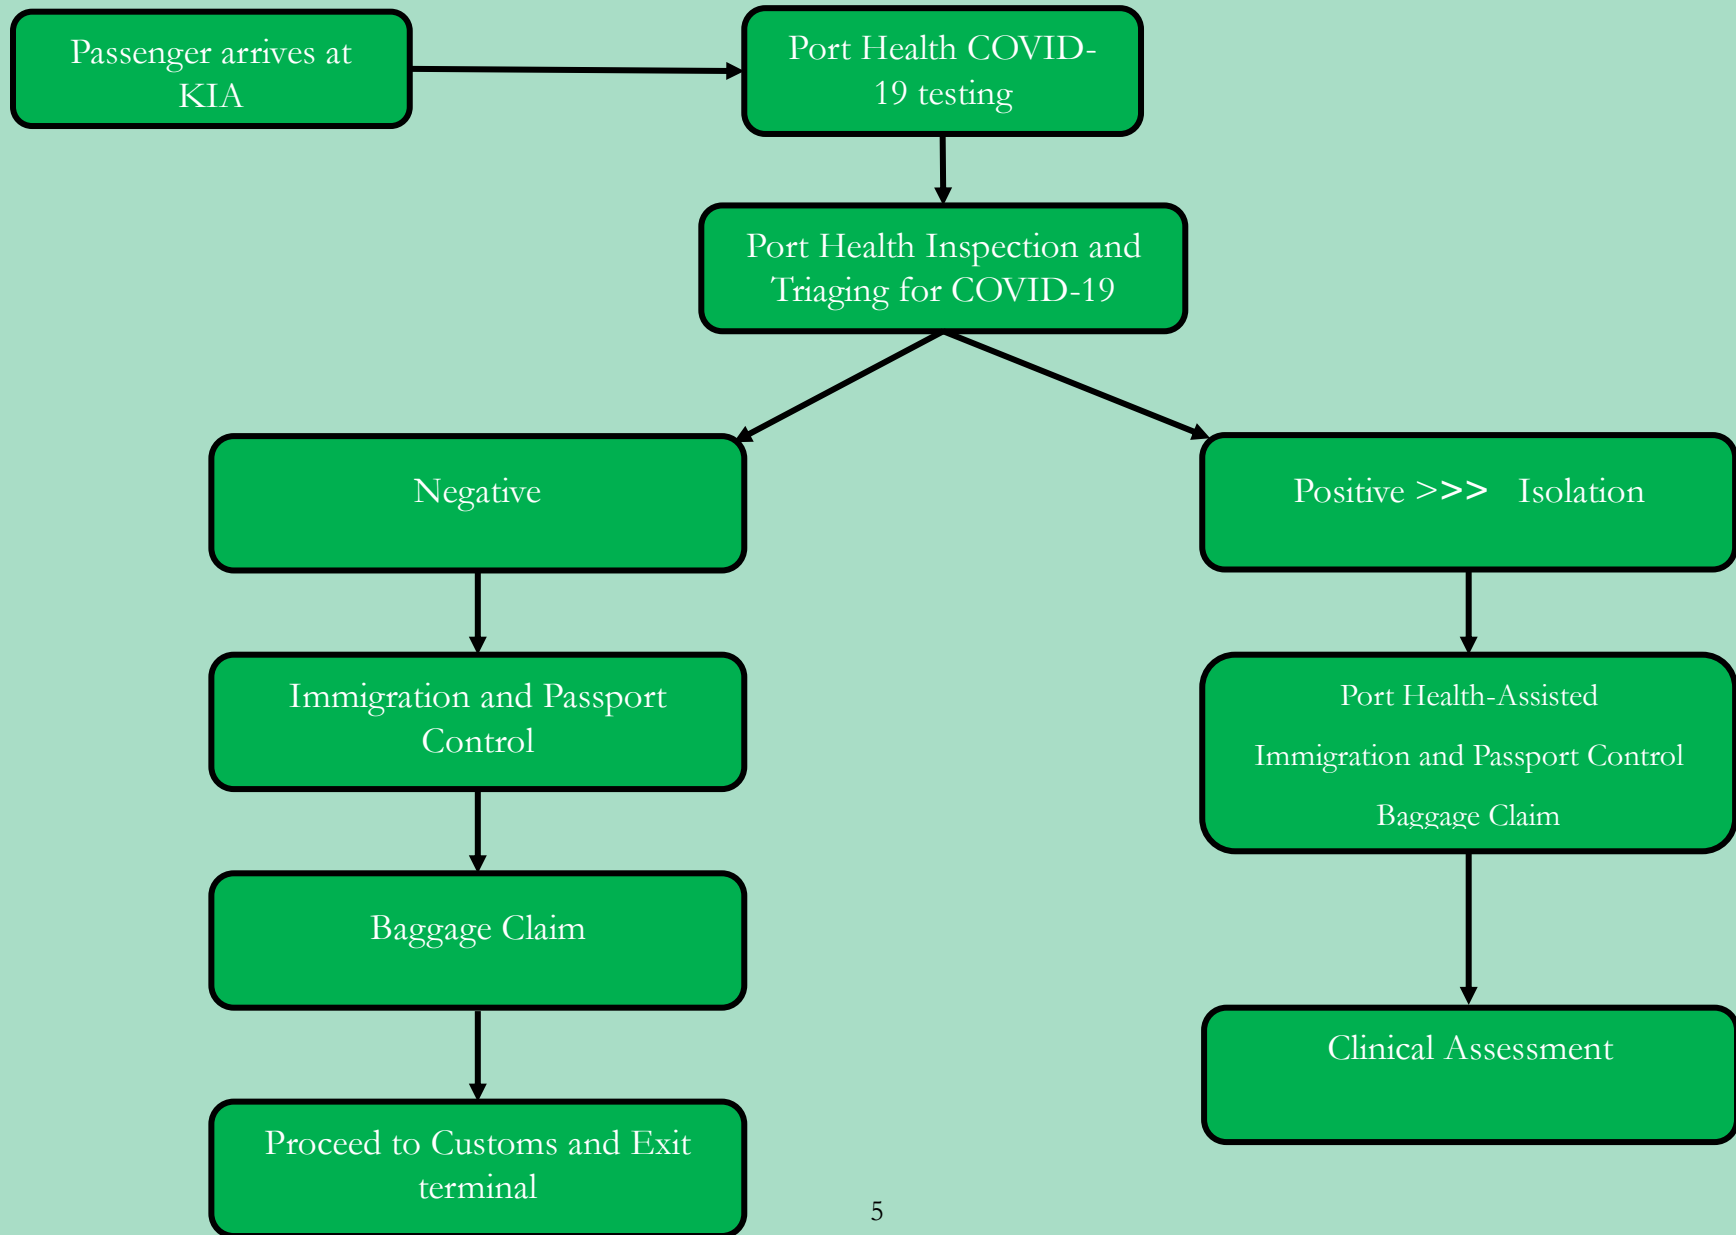 Passenger arrives at
KIA
Port Health COVID-
19 testing
Port Health Inspection and
Triaging for COVID-19
Negative
Positive >>> Isolation
Immigration and Passport
Control
Port Health-Assisted
Immigration and Passport Control
Baggage Claim
Baggage Claim
Clinical Assessment
Proceed to Customs and Exit
terminal
5